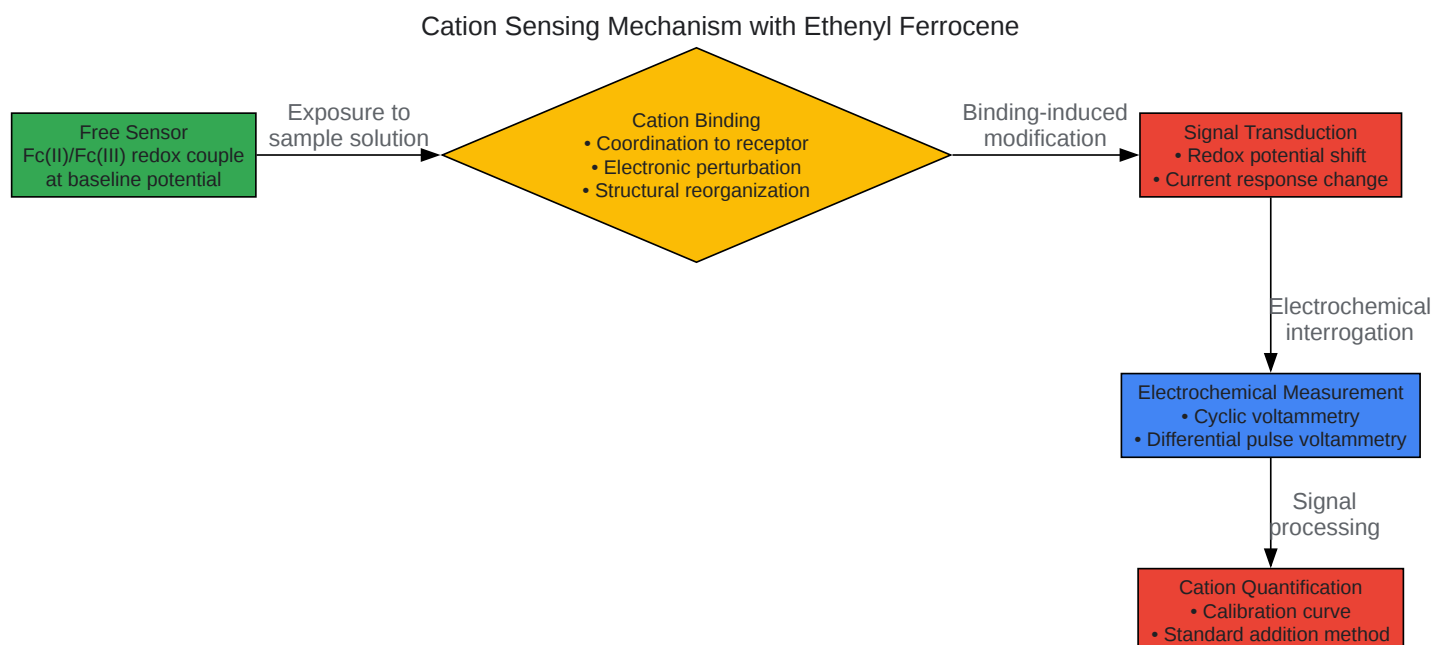 Cation Sensing Mechanism with Ethenyl Ferrocene
Free Sensor
Fc(II)/Fc(III) redox couple
at baseline potential
Exposure to
sample solution
Cation Binding
• Coordination to receptor
• Electronic perturbation
• Structural reorganization
Binding-induced
modification
Signal Transduction
• Redox potential shift
• Current response change
Electrochemical
interrogation
Electrochemical Measurement
• Cyclic voltammetry
• Differential pulse voltammetry
Signal
processing
Cation Quantification
• Calibration curve
• Standard addition method